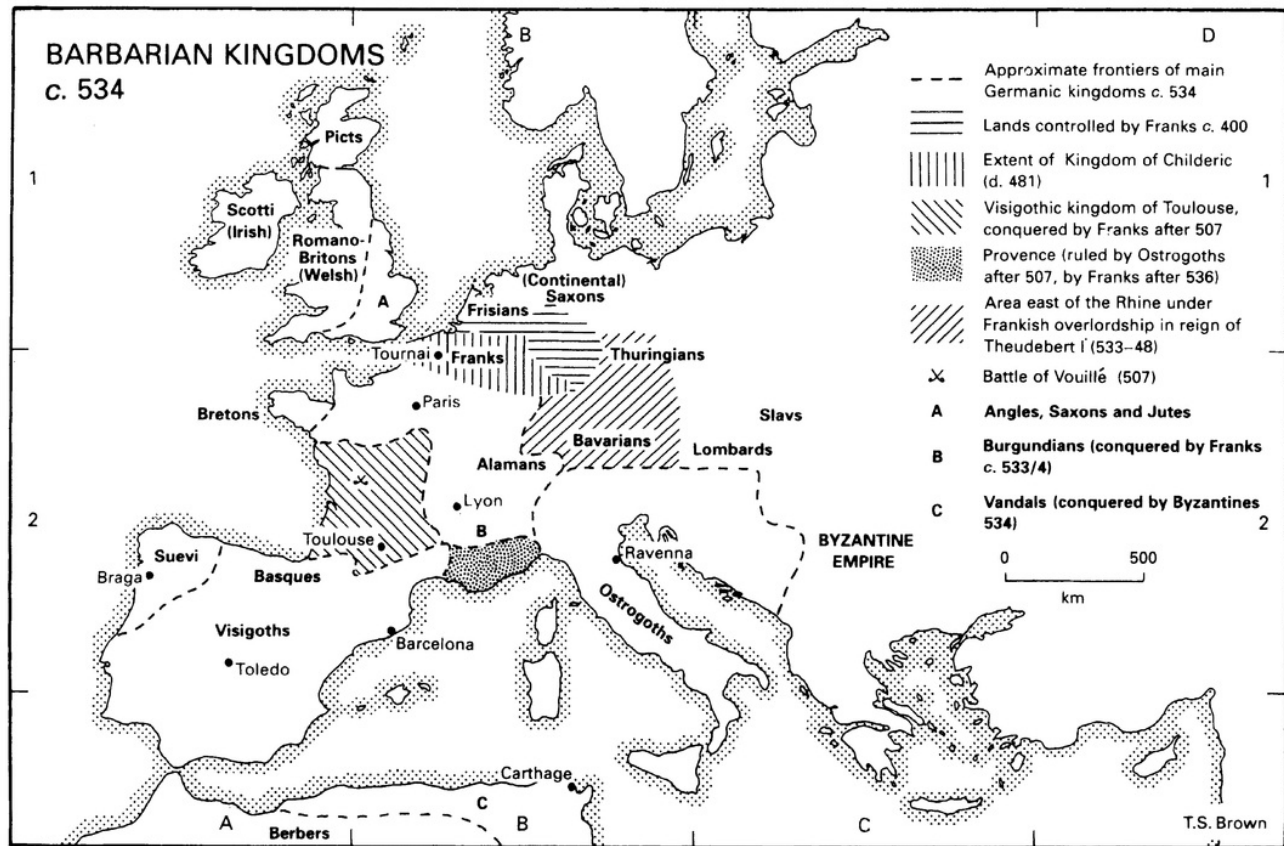 BARBARIAN KINGDOMS
c. 534
B
D
Approximate frontiers of main
Germanic kingdoms c. 534
Lands controlled by Franks c. 400
Extent of Kingdom of Childeric
(d. 481)
Visigothic kingdom of Toulouse,
conquered by Franks after 507
Provence (ruled by Ostrogoths
after 507, by Franks after 536)
Area east of the Rhine under
Frankish overlordship in reign of
Theudebert I (533–48)
Battle of Vouillé (507)
A Angles, Saxons and Jutes
B Burgundians (conquered by Franks
c. 533/4)
C Vandals (conquered by Byzantines
534)
0 500
km
1
1
2
2
Picts
Scotti
(Irish)
Romano-
Britons
(Welsh)
A
(Continental)
Saxons
Frisians
Tournai
Franks
Thuringians
Paris
Bretons
Slavs
Bavarians
Lombards
Alamans
Lyon
B
Toulouse
Suevi
Braga
Basques
Ravenna
BYZANTINE
EMPIRE
Ostrogoths
Visigoths
Barcelona
Toledo
Carthage
C
A
Berbers
B
C
T.S. Brown